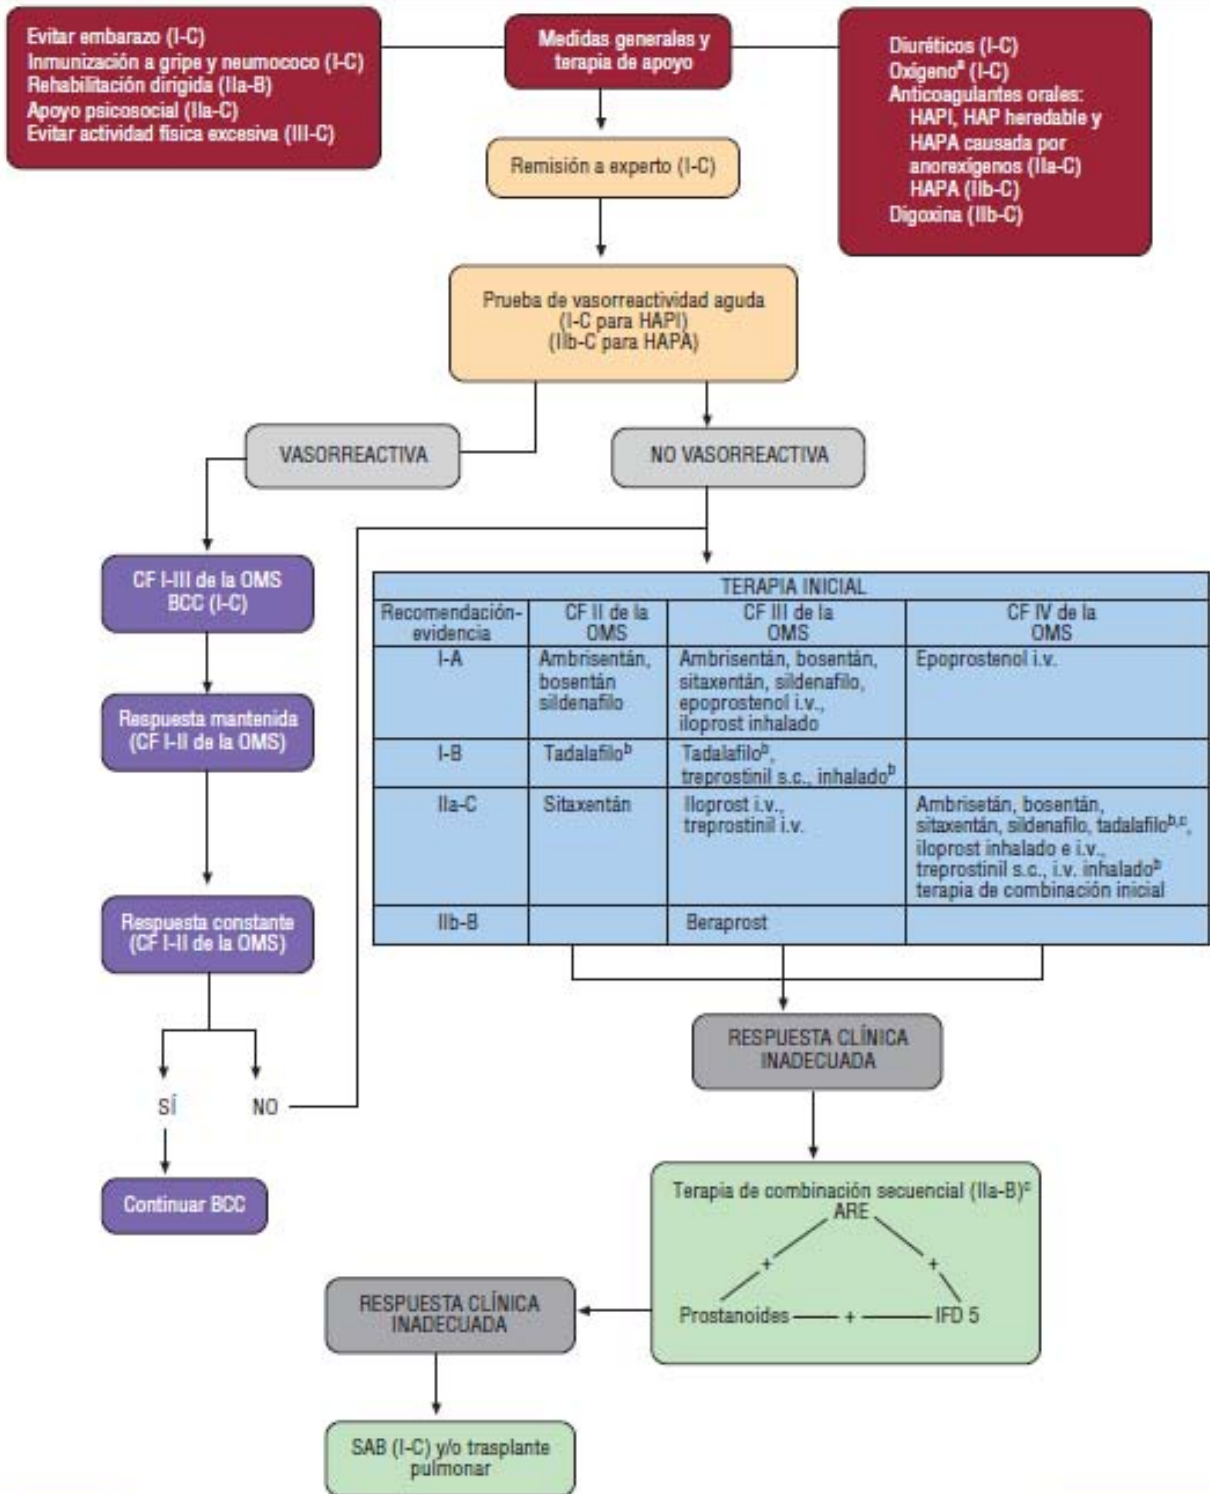 Evitar embarazo (I-C)
Inmunización a gripe y neumococo (I-C)
Rehabilitación dirigida (IIa-B)
Apoyo psicosocial (IIa-C)
Evitar actividad física excesiva (III-C)
Medidas generales y
terapia de apoyo
Diuréticos (I-C)
Oxígenoª (I-C)
Anticoagulantes orales:
HAPI, HAP heredable y
HAPA causada por
anorexígenos (IIa-C)
HAPA (IIb-C)
Digoxina (IIb-C)
Remisión a experto (I-C)
Prueba de vasorreactividad aguda
(I-C para HAPI)
(IIb-C para HAPA)
VASORREACTIVA
NO VASORREACTIVA
CF I-III de la OMS
BCC (I-C)
Respuesta mantenida
(CF I-II de la OMS)
Respuesta constante
(CF I-II de la OMS)
SÍ
NO
Continuar BCC
TERAPIA INICIAL
Recomendación-
evidencia
CF II de la
OMS
CF III de la
OMS
CF IV de la
OMS
I-A
Ambrisentán,
bosentán
sildenafilo
Ambrisentán, bosentán,
sitaxentán, sildenafilo,
epoprostenol i.v.,
iloprost inhalado
Epoprostenol i.v.
I-B
Tadalafiloᵇ
Tadalafiloᵇ,
treprostinil s.c., inhaladoᵇ
IIa-C
Sitaxentán
Iloprost i.v.,
treprostinil i.v.
Ambrisetán, bosentán,
sitaxentán, sildenafilo, tadalafiloᵇ,ᶜ,
iloprost inhalado e i.v.,
treprostinil s.c., i.v. inhaladoᵇ
terapia de combinación inicial
IIb-B
Beraprost
RESPUESTA CLÍNICA
INADECUADA
Terapia de combinación secuencial (IIa-B)ᶜ
ARE
+ +
Prostanoides + IFD 5
RESPUESTA CLÍNICA
INADECUADA
SAB (I-C) y/o trasplante
pulmonar